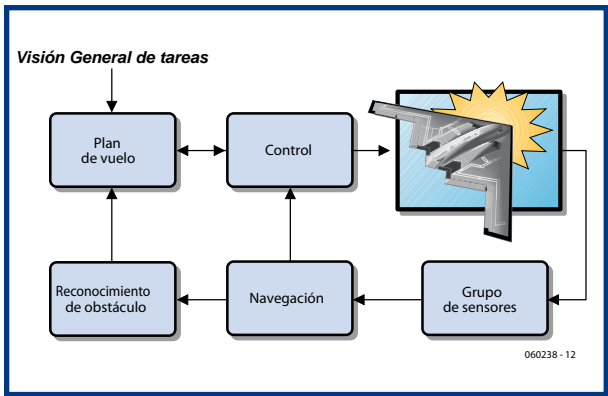 Visión General de tareas
Plan
de vuelo
Control
Reconocimiento
de obstáculo
Navegación
Grupo
de sensores
060238 - 12